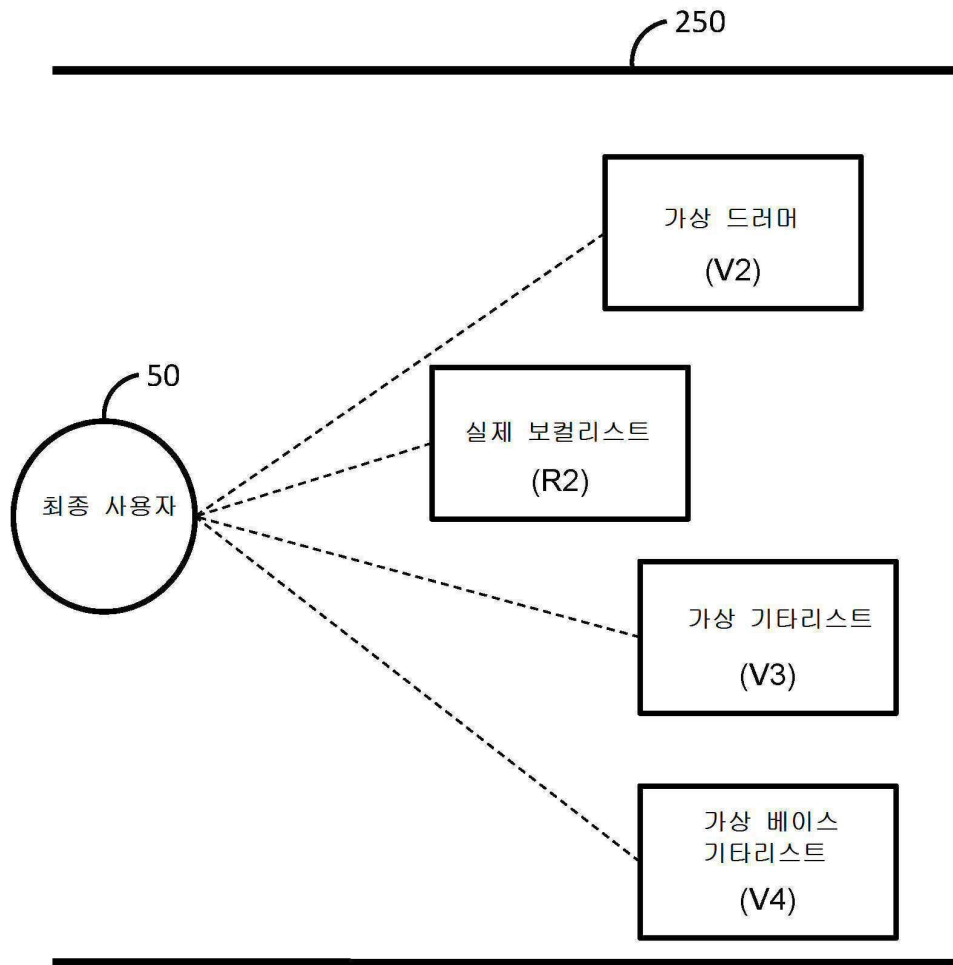 250
가상 드러머
(V2)
50
실제 보컬리스트
(R2)
최종 사용자
가상 기타리스트
(V3)
가상 베이스
기타리스트
(V4)